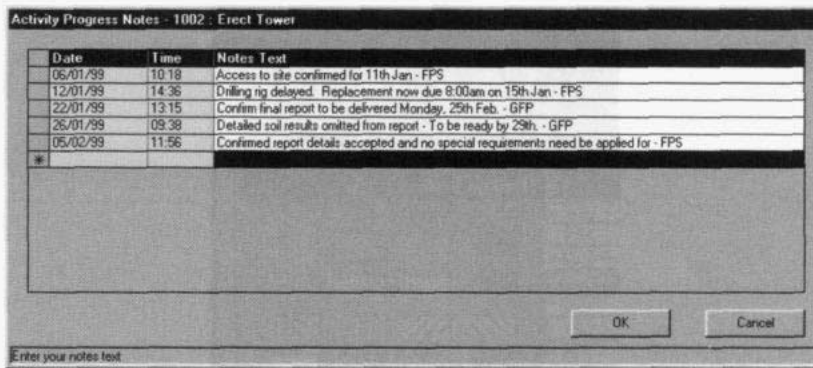 Activity Progress Notes - 1002 : Erect Tower
Date Time Notes Text
06/01/99 10:18 Access to site confirmed for 11th Jan - FPS
12/01/99 14:36 Drilling rig delayed. Replacement now due 8:00am on 15th Jan - FPS
22/01/99 13:15 Confirm final report to be delivered Monday, 25th Feb. - GFP
26/01/99 09:38 Detailed soil results omitted from report - To be ready by 29th. - GFP
05/02/99 11:56 Confirmed report details accepted and no special requirements need be applied for - FPS
*
OK Cancel
Enter your notes text